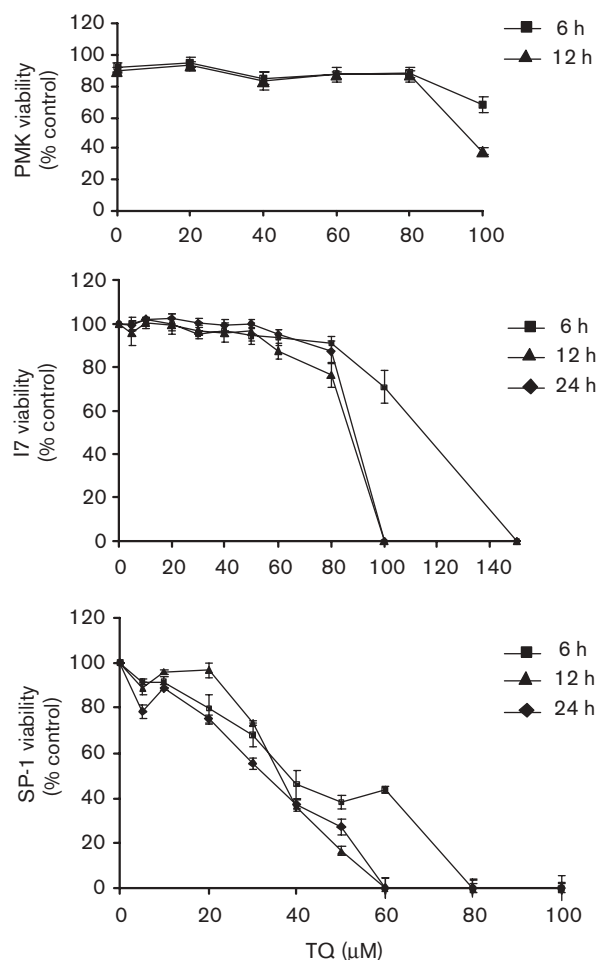 120
100
80
60
40
20
0
PMK viability
(% control)
0 20 40 60 80 100
6 h
12 h
120
100
80
60
40
20
0
I7 viability
(% control)
0 20 40 60 80 100 120 140
6 h
12 h
24 h
120
100
80
60
40
20
0
SP-1 viability
(% control)
0 20 40 60 80 100
TQ (μM)
6 h
12 h
24 h